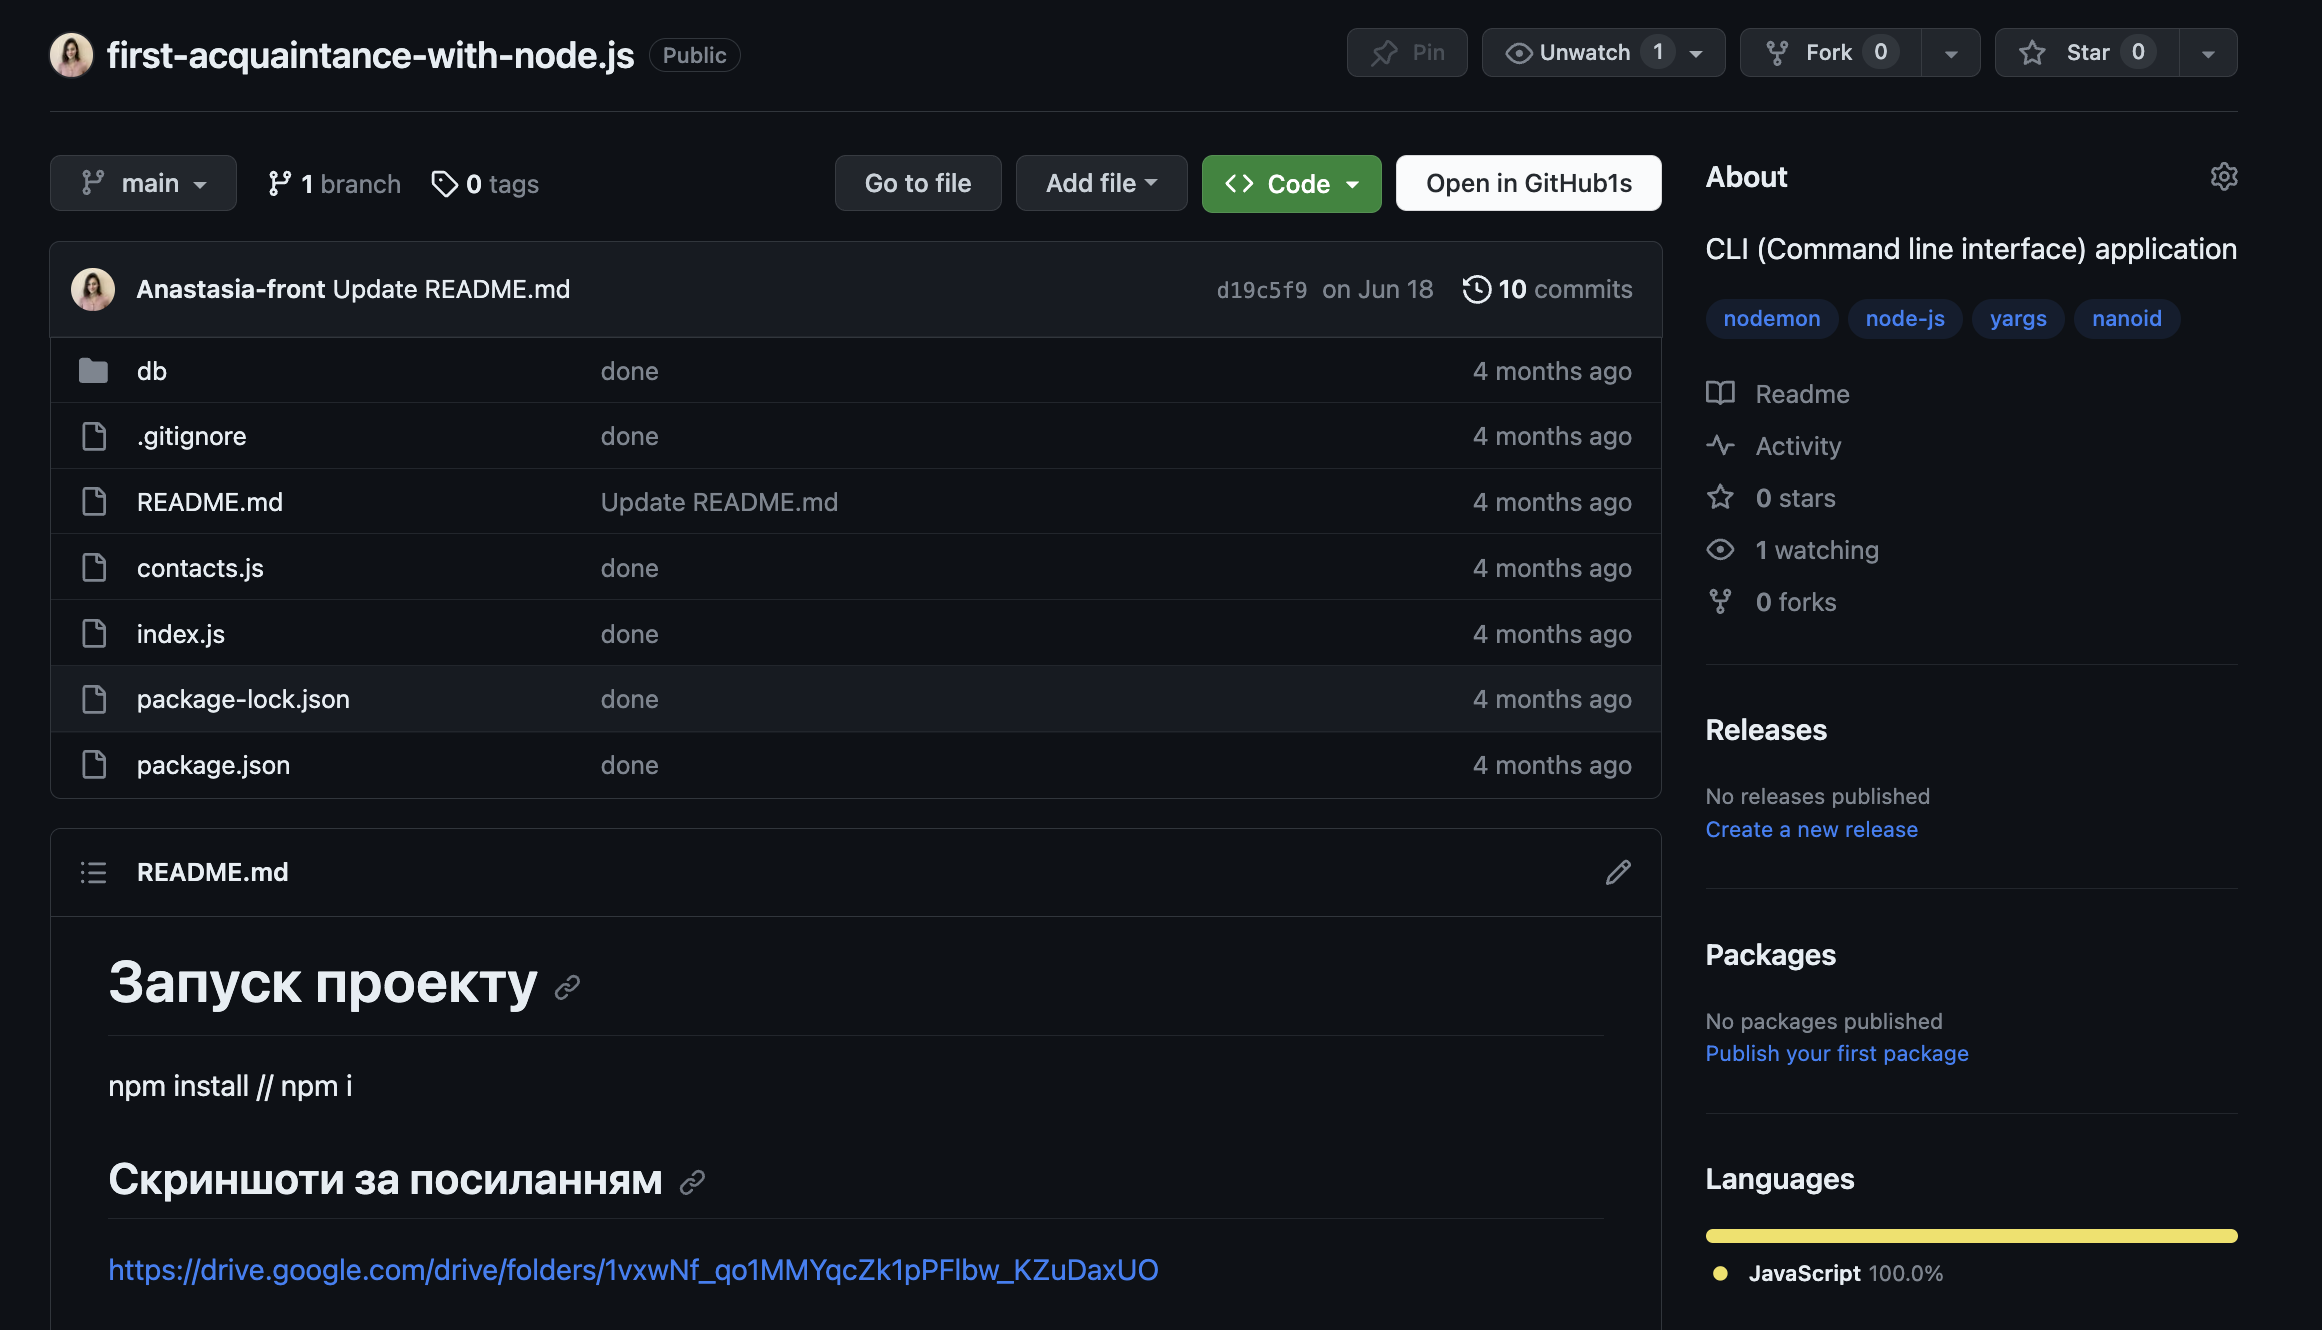 first-acquaintance-with-node.js Public
Pin
Unwatch 1
Fork 0
Star 0
main
1 branch
0 tags
Go to file
Add file
Code
Open in GitHub1s
Anastasia-front Update README.md
d19c5f9 on Jun 18
10 commits
db done 4 months ago
.gitignore done 4 months ago
README.md Update README.md 4 months ago
contacts.js done 4 months ago
index.js done 4 months ago
package-lock.json done 4 months ago
package.json done 4 months ago
README.md
Запуск проекту
npm install // npm i
Скриншоти за посиланням
https://drive.google.com/drive/folders/1vxwNf_qo1MMYqcZk1pPFlbw_KZuDaxUO
About
CLI (Command line interface) application
nodemon node-js yargs nanoid
Readme
Activity
0 stars
1 watching
0 forks
Releases
No releases published
Create a new release
Packages
No packages published
Publish your first package
Languages
JavaScript 100.0%